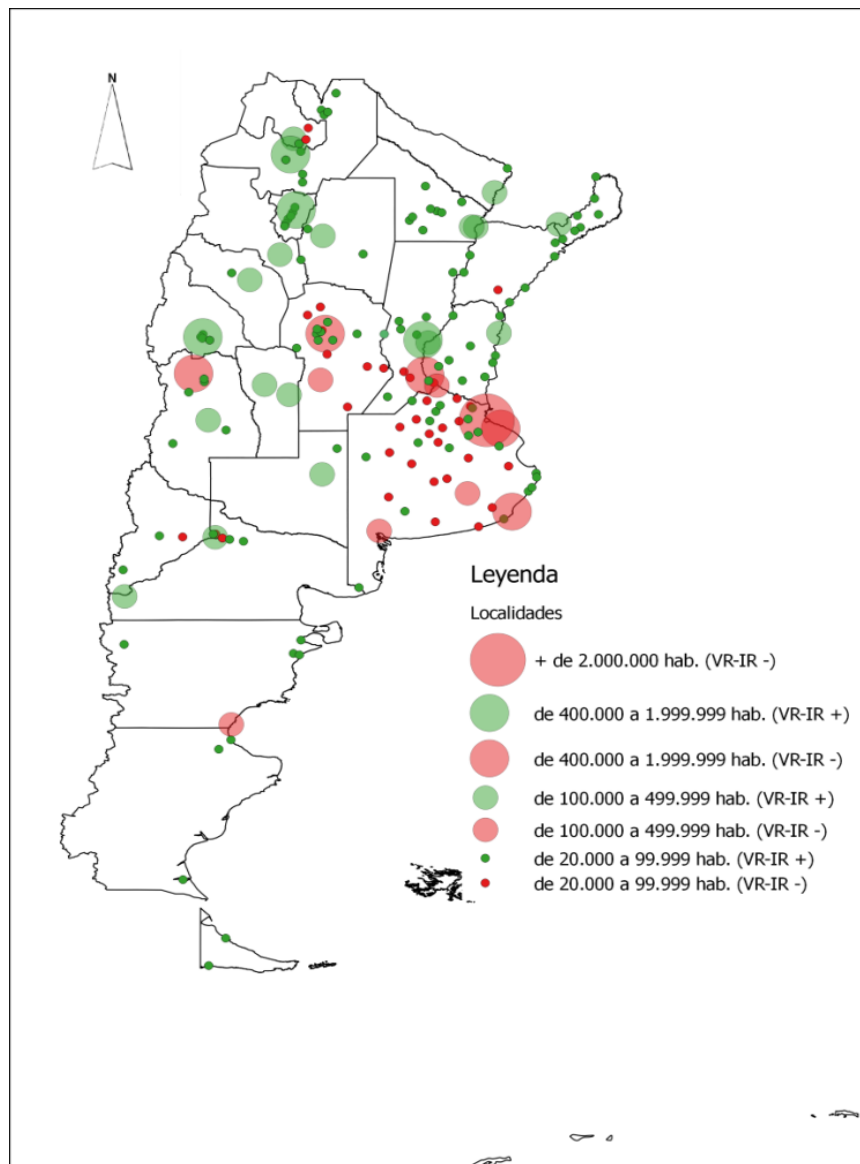 N
Leyenda
Localidades
+ de 2.000.000 hab. (VR-IR -)
de 400.000 a 1.999.999 hab. (VR-IR +)
de 400.000 a 1.999.999 hab. (VR-IR -)
de 100.000 a 499.999 hab. (VR-IR +)
de 100.000 a 499.999 hab. (VR-IR -)
de 20.000 a 99.999 hab. (VR-IR +)
de 20.000 a 99.999 hab. (VR-IR -)